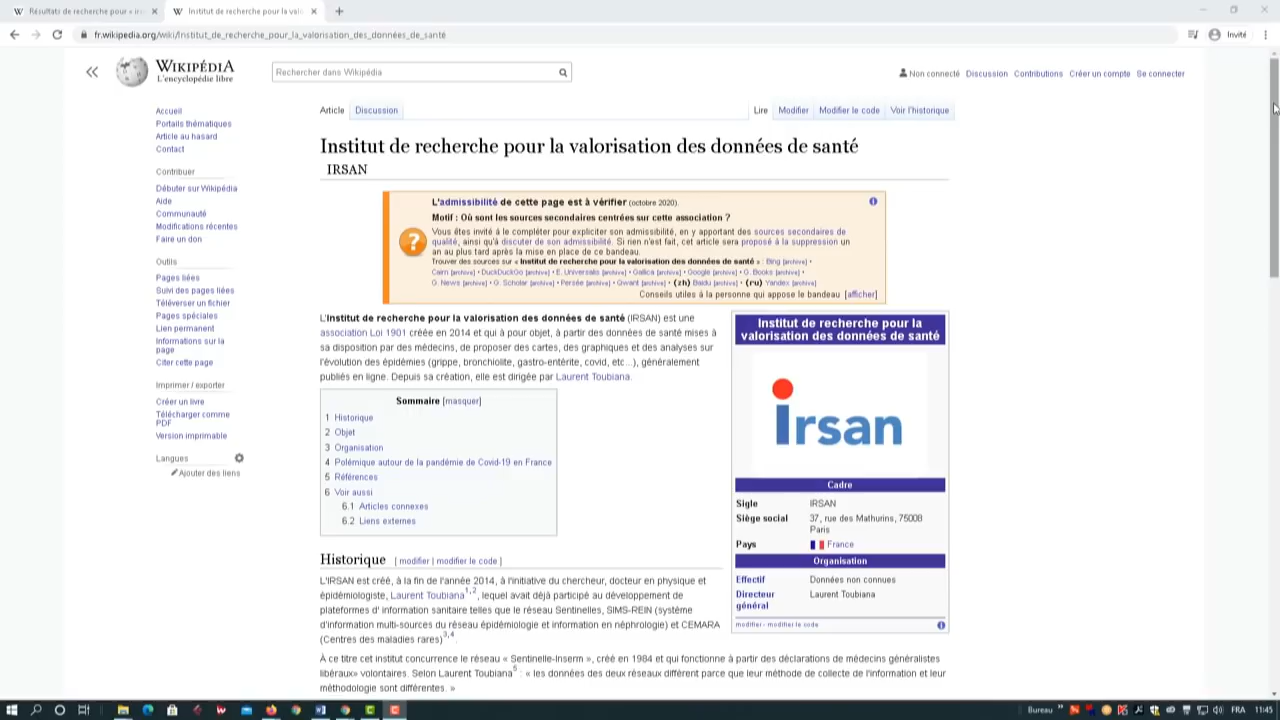 Résultats de recherche pour « irs
Institut de recherche pour la valo
fr.wikipedia.org/wiki/Institut_de_recherche_pour_la_valorisation_des_données_de_santé
Invité
WIKIPÉDIA
L'encyclopédie libre
Rechercher dans Wikipédia
Non connecté Discussion Contributions Créer un compte Se connecter
Accueil
Portails thématiques
Article au hasard
Contact
Contribuer
Débuter sur Wikipédia
Aide
Communauté
Modifications récentes
Faire un don
Outils
Pages liées
Suivi des pages liées
Téléverser un fichier
Pages spéciales
Lien permanent
Informations sur la
page
Citer cette page
Imprimer / exporter
Créer un livre
Télécharger comme
PDF
Version imprimable
Langues
Ajouter des liens
Article Discussion Lire Modifier Modifier le code Voir l'historique
Institut de recherche pour la valorisation des données de santé
IRSAN
L'admissibilité de cette page est à vérifier (octobre 2020).
Motif : Où sont les sources secondaires centrées sur cette association ?
Vous êtes invité à le compléter pour expliciter son admissibilité, en y apportant des sources secondaires de
qualité, ainsi qu'à discuter de son admissibilité. Si rien n'est fait, cet article sera proposé à la suppression un
an au plus tard après la mise en place de ce bandeau.
Trouver des sources sur « Institut de recherche pour la valorisation des données de santé » : Bing [archive] •
Cairn [archive] • DuckDuckGo [archive] • E. Universalis [archive] • Gallica [archive] • Google [archive] • G. Books [archive] •
G. News [archive] • G. Scholar [archive] • Persée [archive] • Qwant [archive] • (zh) Baidu [archive] • (ru) Yandex [archive]
Conseils utiles à la personne qui appose le bandeau [afficher]
L'Institut de recherche pour la valorisation des données de santé (IRSAN) est une
association Loi 1901 créée en 2014 et qui à pour objet, à partir des données de santé mises à
sa disposition par des médecins, de proposer des cartes, des graphiques et des analyses sur
l'évolution des épidémies (grippe, bronchiolite, gastro-entérite, covid, etc...), généralement
publiés en ligne. Depuis sa création, elle est dirigée par Laurent Toubiana.
Sommaire [masquer]
1 Historique
2 Objet
3 Organisation
4 Polémique autour de la pandémie de Covid-19 en France
5 Références
6 Voir aussi
6.1 Articles connexes
6.2 Liens externes
Historique [ modifier | modifier le code ]
L'IRSAN est créé, à la fin de l'année 2014, à l'initiative du chercheur, docteur en physique et
épidémiologiste, Laurent Toubiana1,2, lequel avait déjà participé au développement de
plateformes d' information sanitaire telles que le réseau Sentinelles, SIMS-REIN (système
d'information multi-sources du réseau épidémiologie et information en néphrologie) et CEMARA
(Centres des maladies rares)3,4.
À ce titre cet institut concurrence le réseau « Sentinelle-Inserm », créé en 1984 et qui fonctionne à partir des déclarations de médecins généralistes
libéraux» volontaires. Selon Laurent Toubiana5 : « les données des deux réseaux diffèrent parce que leur méthode de collecte de l'information et leur
méthodologie sont différentes. »
Institut de recherche pour la
valorisation des données de santé
irsan
Cadre
Sigle IRSAN
Siège social 37, rue des Mathurins, 75008
Paris
Pays France
Organisation
Effectif Données non connues
Directeur Laurent Toubiana
général
modifier - modifier le code
Bureau FRA 11:45